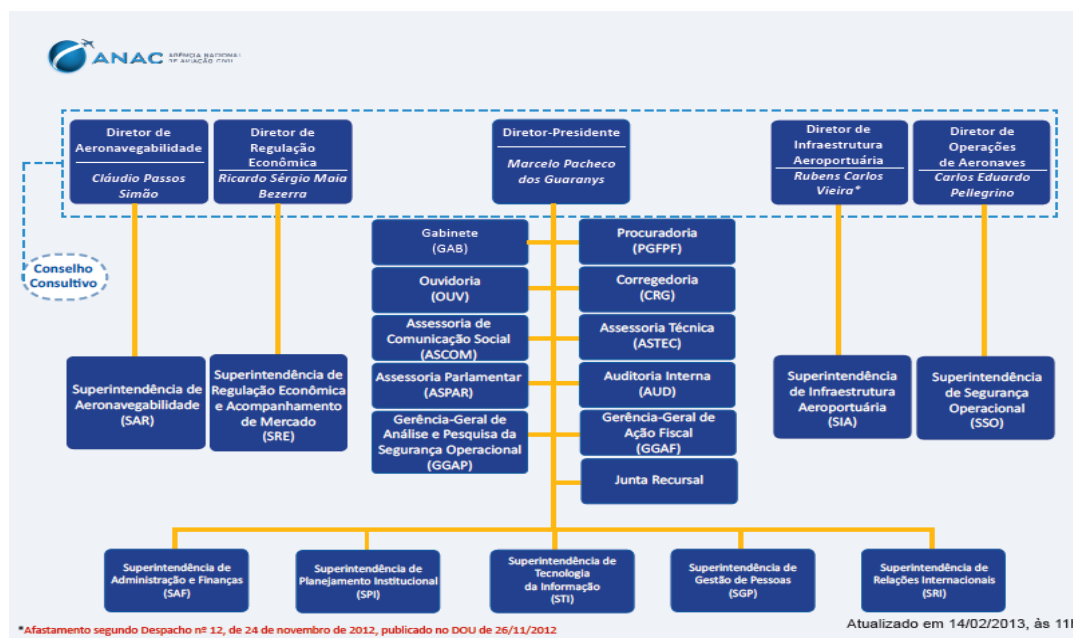 ANAC
AGÊNCIA NACIONAL
DE AVIAÇÃO CIVIL
Diretor de
Aeronavegabilidade
Cláudio Passos
Simão
Diretor de
Regulação
Econômica
Ricardo Sérgio Maia
Bezerra
Diretor-Presidente
Marcelo Pacheco
dos Guaranys
Diretor de
Infraestrutura
Aeroportuária
Rubens Carlos
Vieira*
Diretor de
Operações
de Aeronaves
Carlos Eduardo
Pellegrino
Conselho
Consultivo
Gabinete
(GAB)
Procuradoria
(PGFPF)
Ouvidoria
(OUV)
Corregedoria
(CRG)
Assessoria de
Comunicação Social
(ASCOM)
Assessoria Técnica
(ASTEC)
Assessoria Parlamentar
(ASPAR)
Auditoria Interna
(AUD)
Gerência-Geral de
Análise e Pesquisa da
Segurança Operacional
(GGAP)
Gerência-Geral de
Ação Fiscal
(GGAF)
Junta Recursal
Superintendência de
Aeronavegabilidade
(SAR)
Superintendência de
Regulação Econômica
e Acompanhamento
de Mercado
(SRE)
Superintendência
de Infraestrutura
Aeroportuária
(SIA)
Superintendência
de Segurança
Operacional
(SSO)
Superintendência de
Administração e Finanças
(SAF)
Superintendência de
Planejamento Institucional
(SPI)
Superintendência de
Tecnologia
da Informação
(STI)
Superintendência de
Gestão de Pessoas
(SGP)
Superintendência de
Relações Internacionais
(SRI)
*Afastamento segundo Despacho nº 12, de 24 de novembro de 2012, publicado no DOU de 26/11/2012
Atualizado em 14/02/2013, às 11